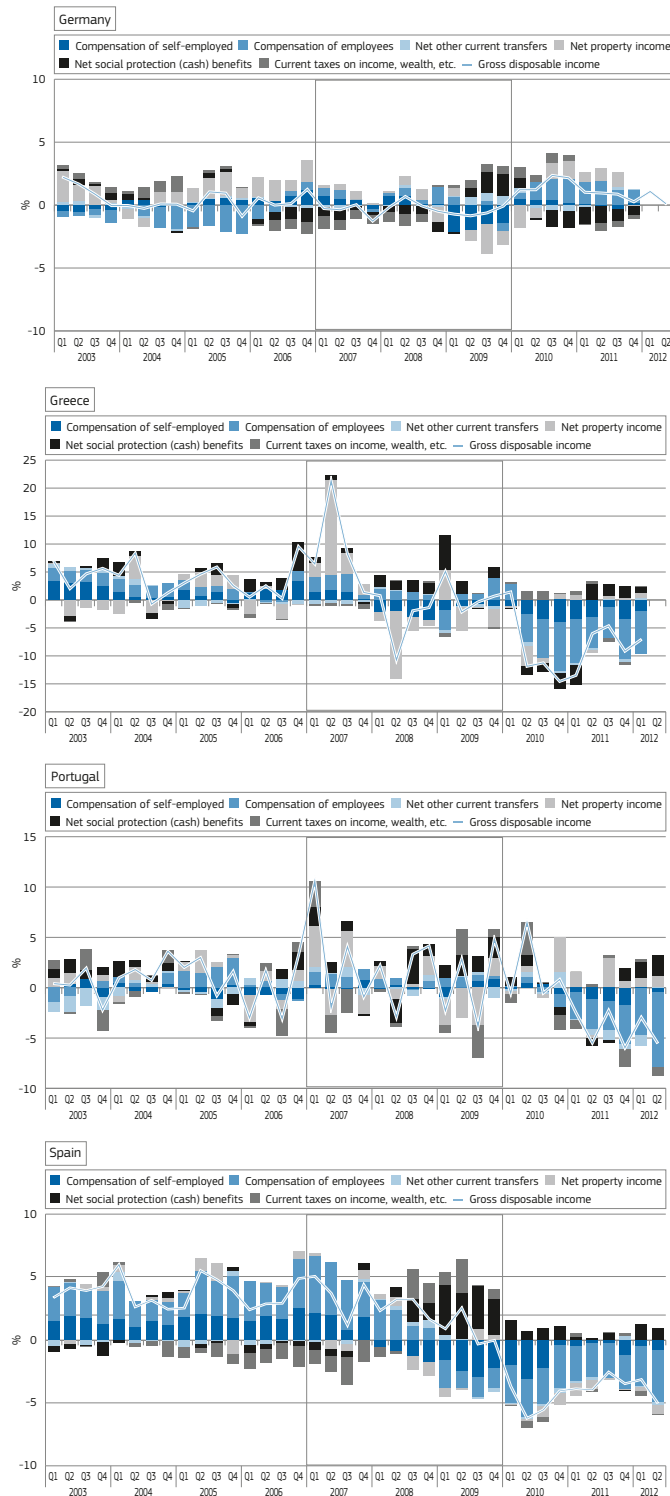 Germany
Compensation of self-employed Compensation of employees Net other current transfers Net property income
Net social protection (cash) benefits Current taxes on income, wealth, etc. Gross disposable income
10
5
%
0
-5
-10
Q1 Q2 Q3 Q4 Q1 Q2 Q3 Q4 Q1 Q2 Q3 Q4 Q1 Q2 Q3 Q4 Q1 Q2 Q3 Q4 Q1 Q2 Q3 Q4 Q1 Q2 Q3 Q4 Q1 Q2 Q3 Q4 Q1 Q2 Q3 Q4 Q1 Q2
2003 2004 2005 2006 2007 2008 2009 2010 2011 2012
Greece
Compensation of self-employed Compensation of employees Net other current transfers Net property income
Net social protection (cash) benefits Current taxes on income, wealth, etc. Gross disposable income
25
20
15
10
%
5
0
-5
-10
-15
-20
Q1 Q2 Q3 Q4 Q1 Q2 Q3 Q4 Q1 Q2 Q3 Q4 Q1 Q2 Q3 Q4 Q1 Q2 Q3 Q4 Q1 Q2 Q3 Q4 Q1 Q2 Q3 Q4 Q1 Q2 Q3 Q4 Q1 Q2 Q3 Q4 Q1 Q2
2003 2004 2005 2006 2007 2008 2009 2010 2011 2012
Portugal
Compensation of self-employed Compensation of employees Net other current transfers Net property income
Net social protection (cash) benefits Current taxes on income, wealth, etc. Gross disposable income
15
10
5
%
0
-5
-10
Q1 Q2 Q3 Q4 Q1 Q2 Q3 Q4 Q1 Q2 Q3 Q4 Q1 Q2 Q3 Q4 Q1 Q2 Q3 Q4 Q1 Q2 Q3 Q4 Q1 Q2 Q3 Q4 Q1 Q2 Q3 Q4 Q1 Q2 Q3 Q4 Q1 Q2
2003 2004 2005 2006 2007 2008 2009 2010 2011 2012
Spain
Compensation of self-employed Compensation of employees Net other current transfers Net property income
Net social protection (cash) benefits Current taxes on income, wealth, etc. Gross disposable income
10
5
%
0
-5
-10
Q1 Q2 Q3 Q4 Q1 Q2 Q3 Q4 Q1 Q2 Q3 Q4 Q1 Q2 Q3 Q4 Q1 Q2 Q3 Q4 Q1 Q2 Q3 Q4 Q1 Q2 Q3 Q4 Q1 Q2 Q3 Q4 Q1 Q2 Q3 Q4 Q1 Q2
2003 2004 2005 2006 2007 2008 2009 2010 2011 2012